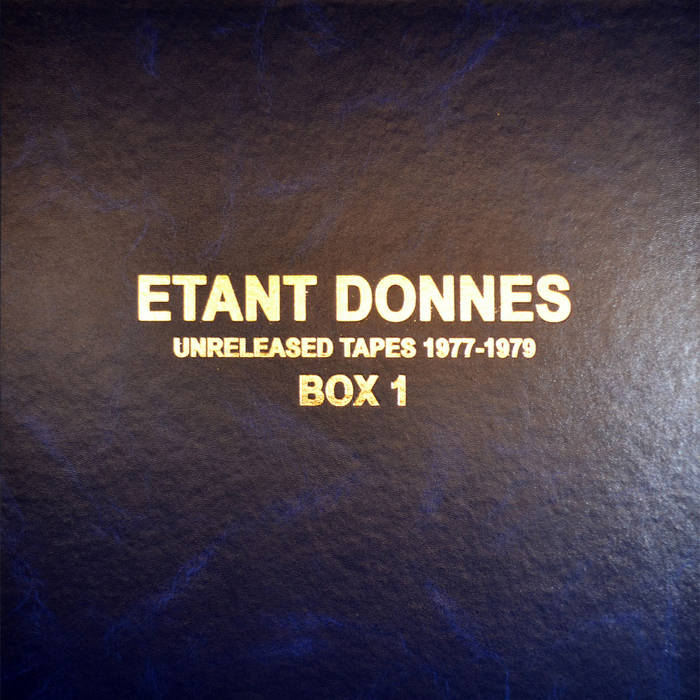 ETANT DONNES
UNRELEASED TAPES 1977-1979
BOX 1